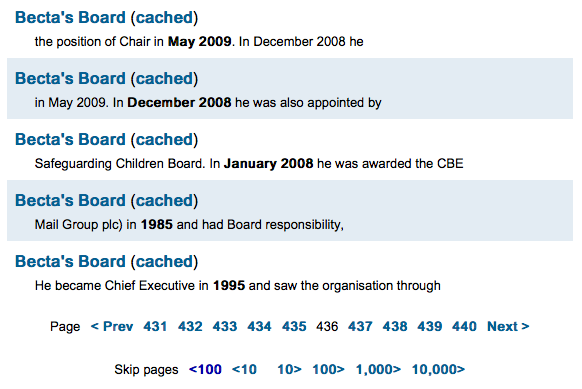 Becta's Board (cached)
the position of Chair in May 2009. In December 2008 he
Becta's Board (cached)
in May 2009. In December 2008 he was also appointed by
Becta's Board (cached)
Safeguarding Children Board. In January 2008 he was awarded the CBE
Becta's Board (cached)
Mail Group plc) in 1985 and had Board responsibility,
Becta's Board (cached)
He became Chief Executive in 1995 and saw the organisation through
Page < Prev 431 432 433 434 435 436 437 438 439 440 Next >
Skip pages <100 <10 10> 100> 1,000> 10,000>